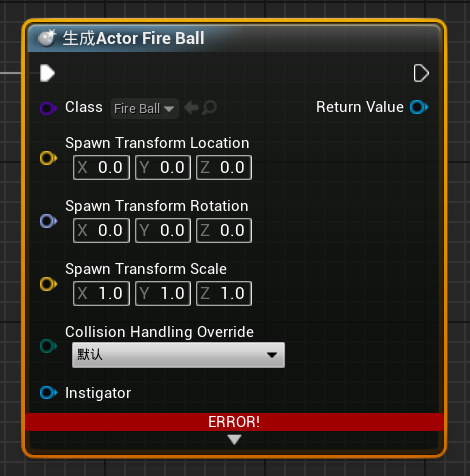 生成Actor Fire Ball
Class Fire Ball Return Value
Spawn Transform Location
X 0.0 Y 0.0 Z 0.0
Spawn Transform Rotation
X 0.0 Y 0.0 Z 0.0
Spawn Transform Scale
X 1.0 Y 1.0 Z 1.0
Collision Handling Override
默认
Instigator
ERROR!